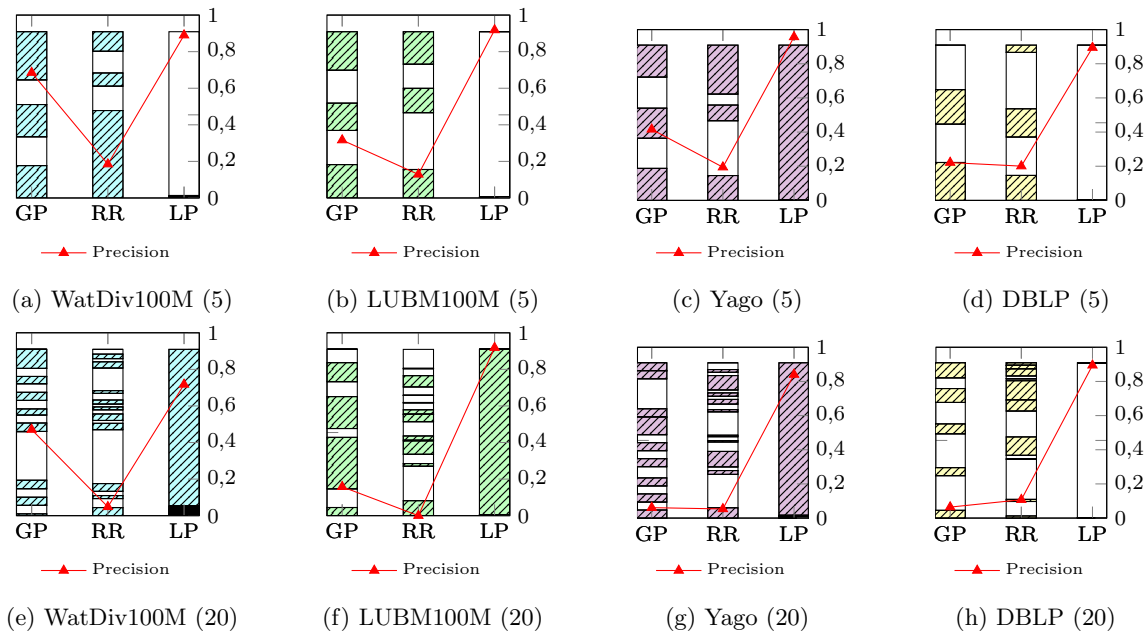 1
0,8
0,6
0,4
0,2
0
GP RR LP
Precision
(a) WatDiv100M (5)
1
0,8
0,6
0,4
0,2
0
GP RR LP
Precision
(b) LUBM100M (5)
1
0,8
0,6
0,4
0,2
0
GP RR LP
Precision
(c) Yago (5)
1
0,8
0,6
0,4
0,2
0
GP RR LP
Precision
(d) DBLP (5)
1
0,8
0,6
0,4
0,2
0
GP RR LP
Precision
(e) WatDiv100M (20)
1
0,8
0,6
0,4
0,2
0
GP RR LP
Precision
(f) LUBM100M (20)
1
0,8
0,6
0,4
0,2
0
GP RR LP
Precision
(g) Yago (20)
1
0,8
0,6
0,4
0,2
0
GP RR LP
Precision
(h) DBLP (20)